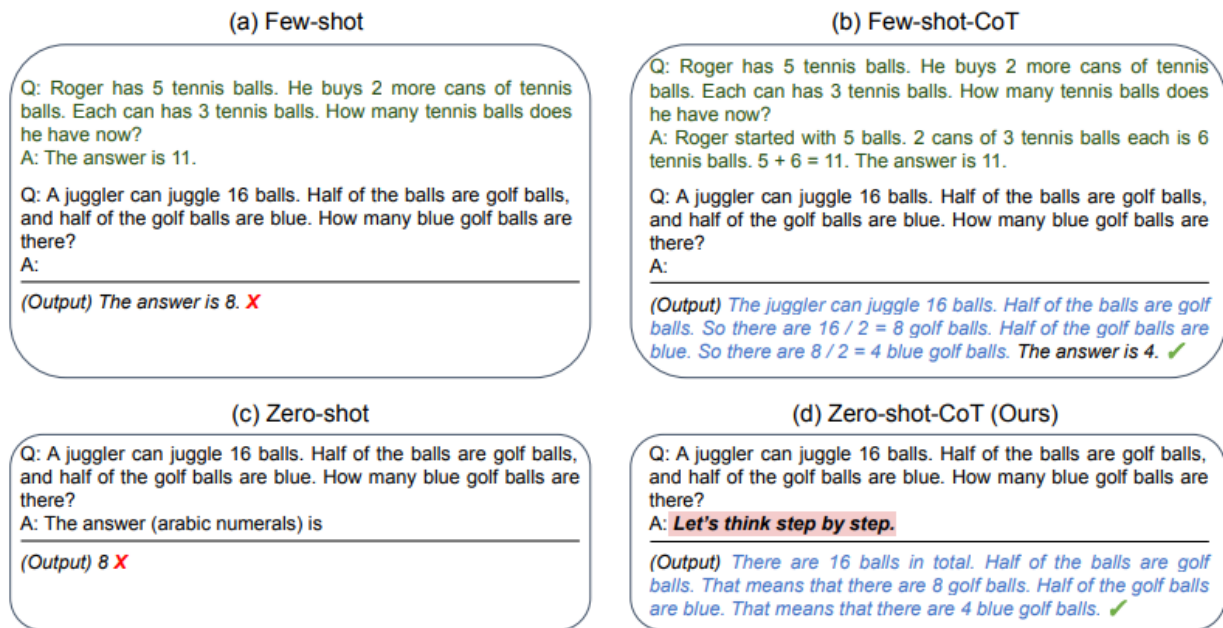 (a) Few-shot
Q: Roger has 5 tennis balls. He buys 2 more cans of tennis
balls. Each can has 3 tennis balls. How many tennis balls does
he have now?
A: The answer is 11.
Q: A juggler can juggle 16 balls. Half of the balls are golf balls,
and half of the golf balls are blue. How many blue golf balls are
there?
A:
(Output) The answer is 8. X
(b) Few-shot-CoT
Q: Roger has 5 tennis balls. He buys 2 more cans of tennis
balls. Each can has 3 tennis balls. How many tennis balls does
he have now?
A: Roger started with 5 balls. 2 cans of 3 tennis balls each is 6
tennis balls. 5 + 6 = 11. The answer is 11.
Q: A juggler can juggle 16 balls. Half of the balls are golf balls,
and half of the golf balls are blue. How many blue golf balls are
there?
A:
(Output) The juggler can juggle 16 balls. Half of the balls are golf
balls. So there are 16 / 2 = 8 golf balls. Half of the golf balls are
blue. So there are 8 / 2 = 4 blue golf balls. The answer is 4. ✓
(c) Zero-shot
Q: A juggler can juggle 16 balls. Half of the balls are golf balls,
and half of the golf balls are blue. How many blue golf balls are
there?
A: The answer (arabic numerals) is
(Output) 8 X
(d) Zero-shot-CoT (Ours)
Q: A juggler can juggle 16 balls. Half of the balls are golf balls,
and half of the golf balls are blue. How many blue golf balls are
there?
A: Let's think step by step.
(Output) There are 16 balls in total. Half of the balls are golf
balls. That means that there are 8 golf balls. Half of the golf balls
are blue. That means that there are 4 blue golf balls. ✓